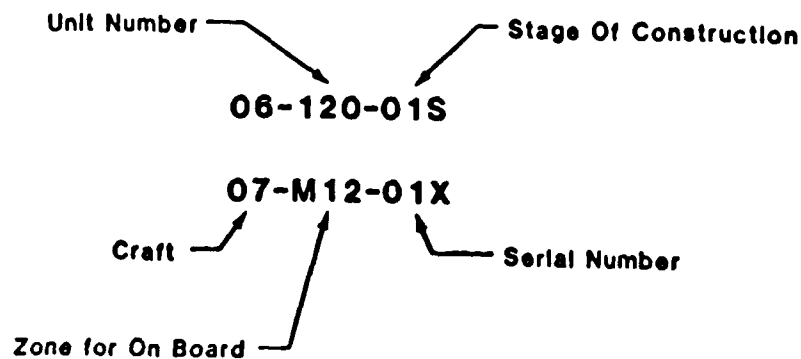 Unit Number
Stage Of Construction
06-120-01S
07-M12-01X
Craft
Serial Number
Zone for On Board